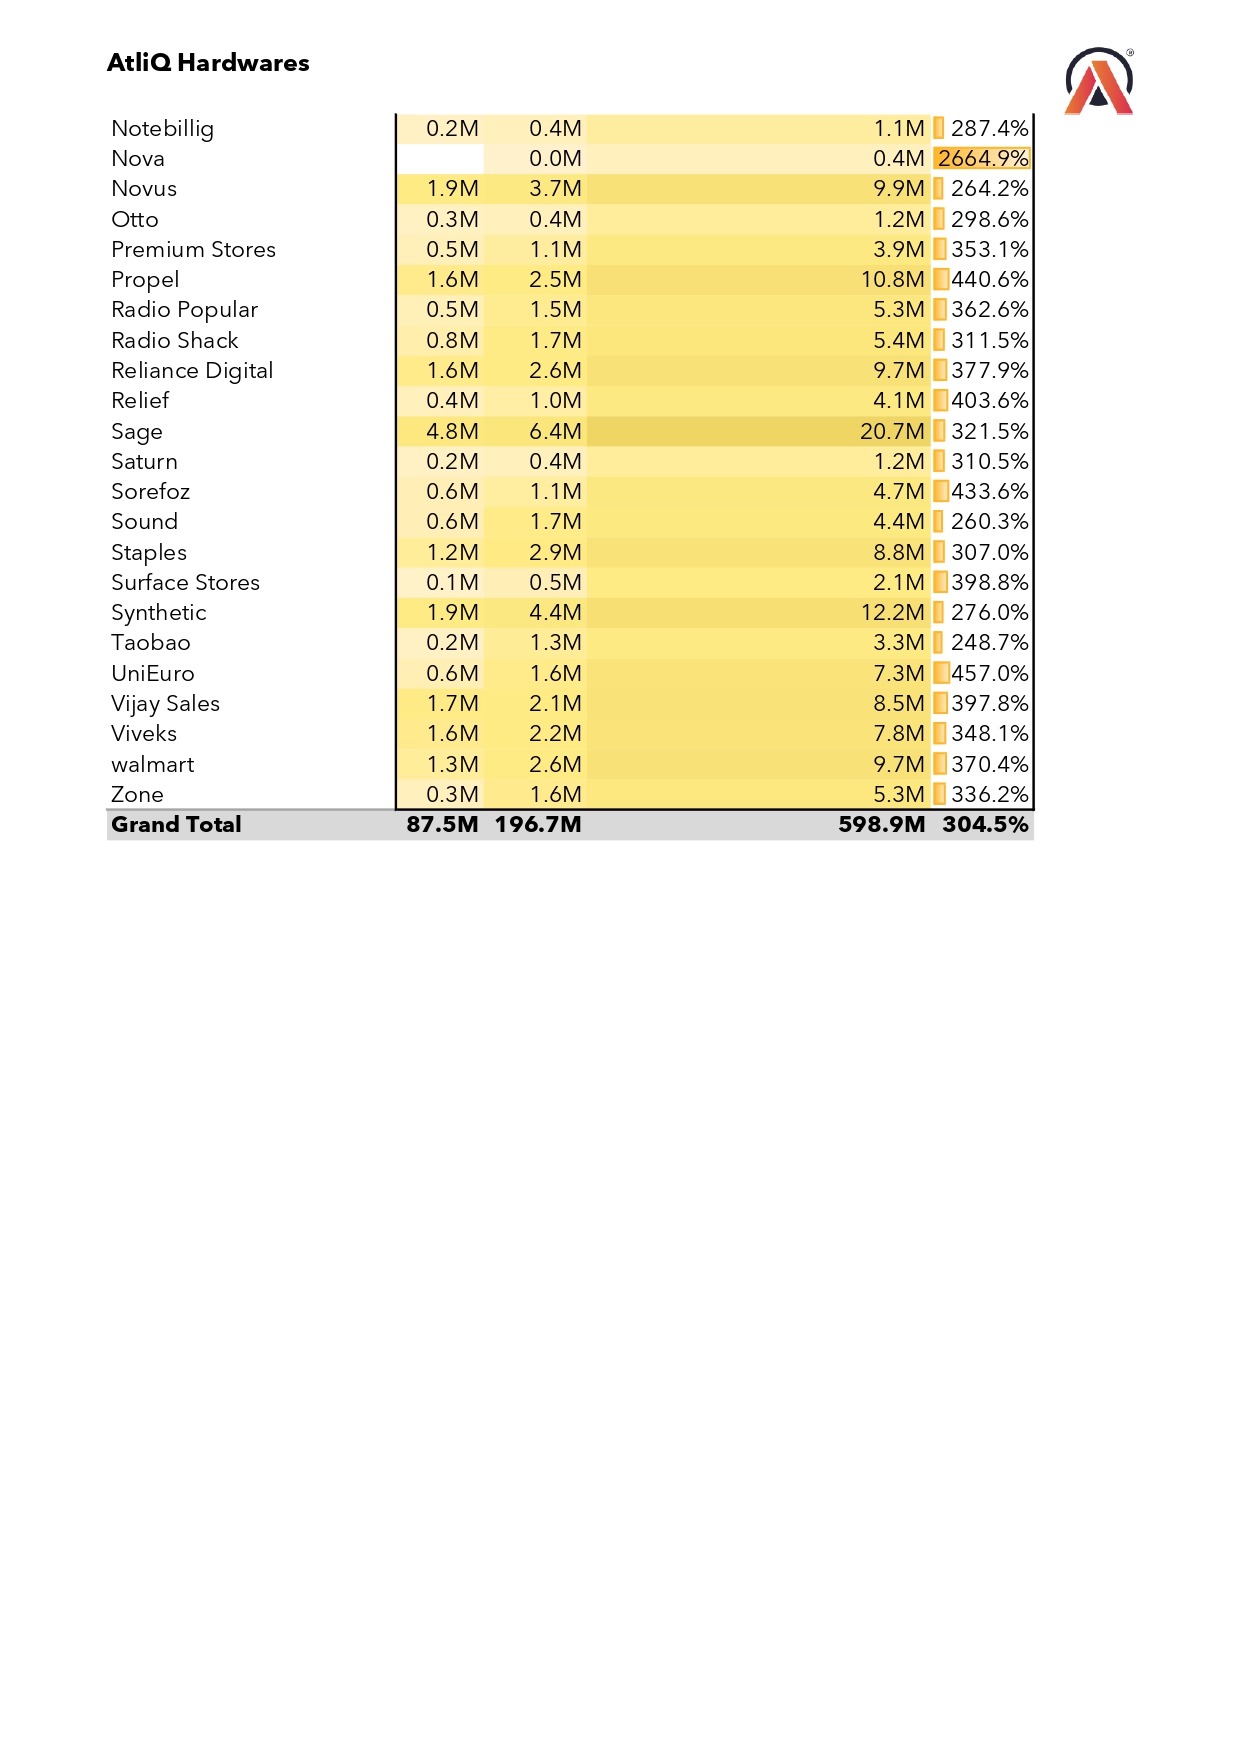 AtliQ Hardwares
®
Notebillig 0.2M 0.4M 1.1M 287.4%
Nova 0.0M 0.4M 2664.9%
Novus 1.9M 3.7M 9.9M 264.2%
Otto 0.3M 0.4M 1.2M 298.6%
Premium Stores 0.5M 1.1M 3.9M 353.1%
Propel 1.6M 2.5M 10.8M 440.6%
Radio Popular 0.5M 1.5M 5.3M 362.6%
Radio Shack 0.8M 1.7M 5.4M 311.5%
Reliance Digital 1.6M 2.6M 9.7M 377.9%
Relief 0.4M 1.0M 4.1M 403.6%
Sage 4.8M 6.4M 20.7M 321.5%
Saturn 0.2M 0.4M 1.2M 310.5%
Sorefoz 0.6M 1.1M 4.7M 433.6%
Sound 0.6M 1.7M 4.4M 260.3%
Staples 1.2M 2.9M 8.8M 307.0%
Surface Stores 0.1M 0.5M 2.1M 398.8%
Synthetic 1.9M 4.4M 12.2M 276.0%
Taobao 0.2M 1.3M 3.3M 248.7%
UniEuro 0.6M 1.6M 7.3M 457.0%
Vijay Sales 1.7M 2.1M 8.5M 397.8%
Viveks 1.6M 2.2M 7.8M 348.1%
walmart 1.3M 2.6M 9.7M 370.4%
Zone 0.3M 1.6M 5.3M 336.2%
Grand Total 87.5M 196.7M 598.9M 304.5%